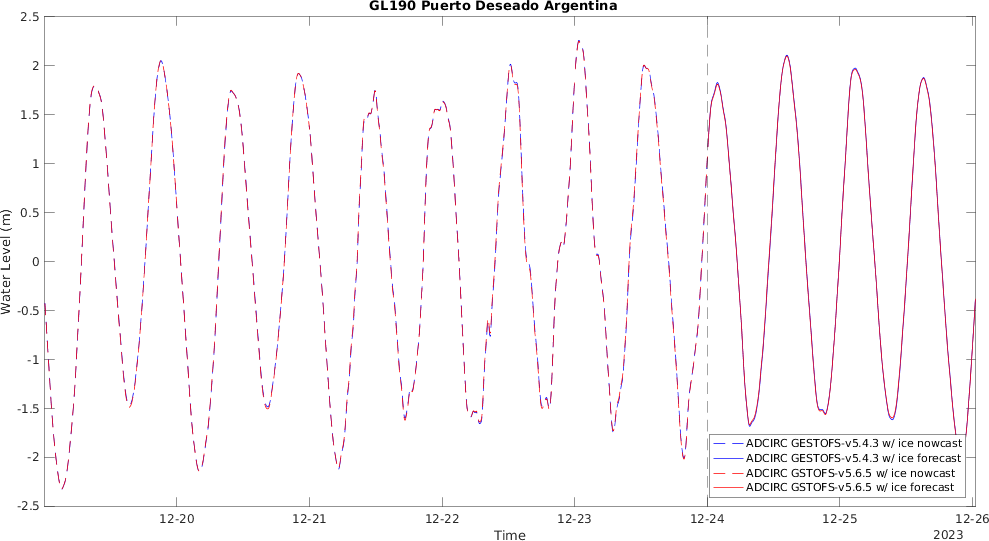 GL190 Puerto Deseado Argentina
2.5
2
1.5
1
0.5
0
-0.5
-1
-1.5
-2
-2.5
Water Level (m)
12-20
12-21
12-22
12-23
12-24
12-25
12-26
Time
2023
ADCIRC GESTOFS-v5.4.3 w/ ice nowcast
ADCIRC GESTOFS-v5.4.3 w/ ice forecast
ADCIRC GSTOFS-v5.6.5 w/ ice nowcast
ADCIRC GSTOFS-v5.6.5 w/ ice forecast